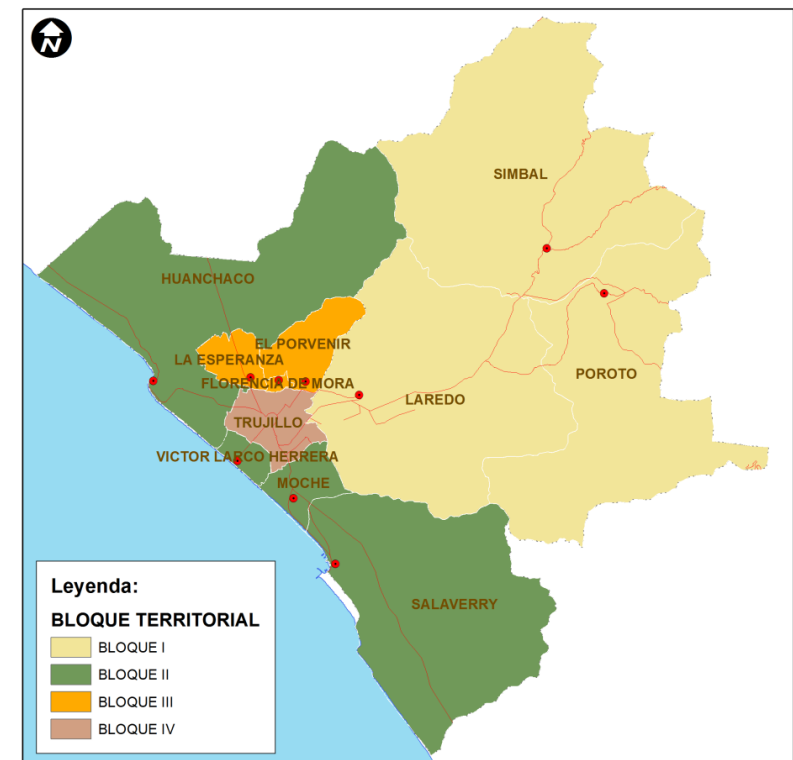 N
SIMBAL
HUANCHACO
EL PORVENIR
LA ESPERANZA
POROTO
FLORENCIA DE MORA
LAREDO
TRUJILLO
VICTOR LARCO HERRERA
MOCHE
SALAVERRY
Leyenda:
BLOQUE TERRITORIAL
BLOQUE I
BLOQUE II
BLOQUE III
BLOQUE IV